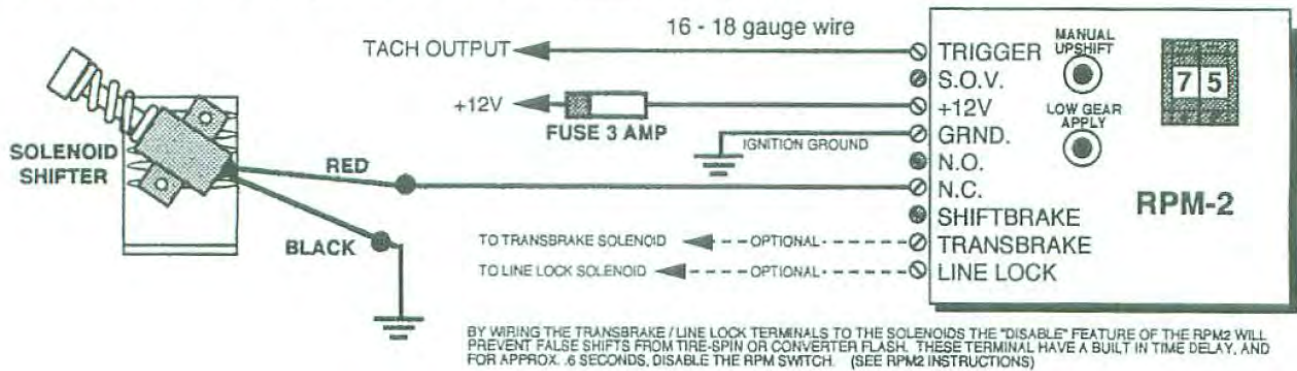 16 - 18 gauge wire
TACH OUTPUT
TRIGGER
MANUAL
UPSHIFT
S.O.V.
7 5
+12V
+12V
FUSE 3 AMP
LOW GEAR
APPLY
GRND.
IGNITION GROUND
SOLENOID
SHIFTER
RED
N.O.
N.C.
RPM-2
SHIFTBRAKE
BLACK
TO TRANSBRAKE SOLENOID
OPTIONAL
TRANSBRAKE
TO LINE LOCK SOLENOID
OPTIONAL
LINE LOCK
BY WIRING THE TRANSBRAKE / LINE LOCK TERMINALS TO THE SOLENOIDS THE "DISABLE" FEATURE OF THE RPM2 WILL
PREVENT FALSE SHIFTS FROM TIRE-SPIN OR CONVERTER FLASH. THESE TERMINAL HAVE A BUILT IN TIME DELAY, AND
FOR APPROX. .6 SECONDS, DISABLE THE RPM SWITCH. (SEE RPM2 INSTRUCTIONS)